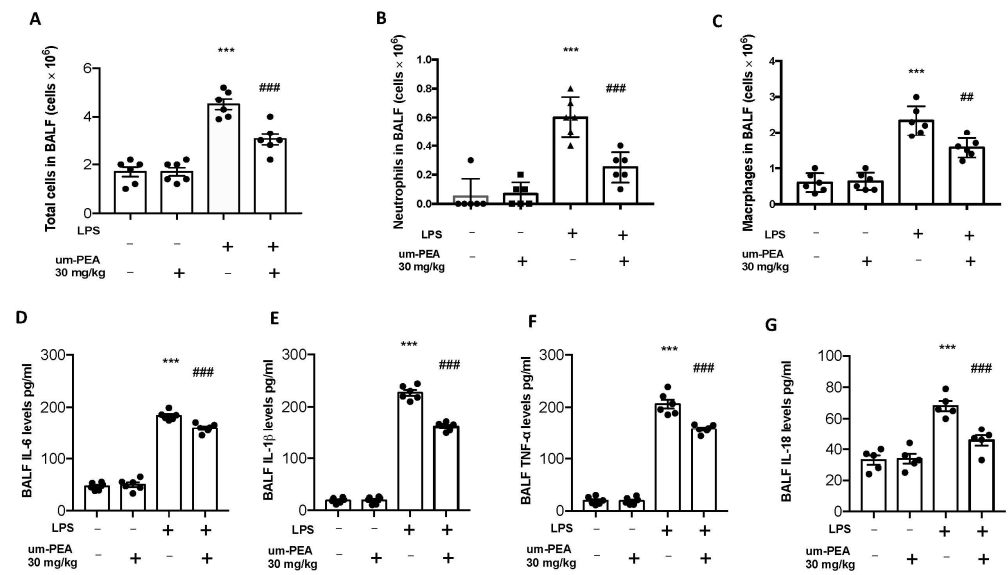 A
Total cells in BALF (cells × 10⁶)
6
4
2
0
***
###
LPS
– – + +
um-PEA
30 mg/kg
– + – +
B
Neutrophils in BALF (cells × 10⁶)
1.0
0.8
0.6
0.4
0.2
0.0
***
###
LPS
– – + +
um-PEA
30 mg/kg
– + – +
C
Macrphages in BALF (cells × 10⁶)
4
3
2
1
0
***
##
LPS
– – + +
um-PEA
30 mg/kg
– + – +
D
BALF IL-6 levels pg/ml
300
200
100
0
***
###
LPS
– – + +
um-PEA
30 mg/kg
– + – +
E
BALF IL-1β levels pg/ml
300
200
100
0
***
###
LPS
– – + +
um-PEA
30 mg/kg
– + – +
F
BALF TNF-α levels pg/ml
300
200
100
0
***
###
LPS
– – + +
um-PEA
30 mg/kg
– + – +
G
BALF IL-18 levels pg/ml
100
80
60
40
20
0
***
###
LPS
– – + +
um-PEA
30 mg/kg
– + – +